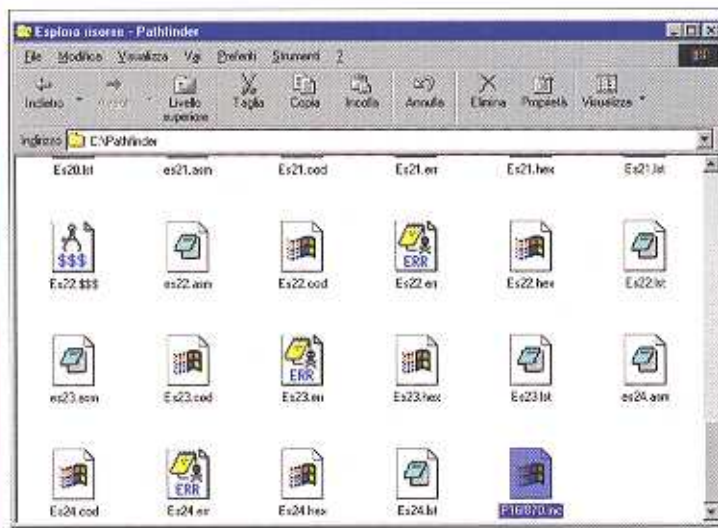 Esplora risorse - Pathfinder
File Modifica Visualizza Vai Preferiti Strumenti ?
Indietro Avanti Livello superiore Taglia Copia Incolla Annulla Elimina Proprietà Visualizza
Indirizzo C:\Pathfinder
Es20.lst es21.asm Es21.cod Es21.err Es21.hex Es21.lst
$$$ ERR
Es22.$$$ es22.asm Es22.cod Es22.err Es22.hex Es22.lst
ERR
es23.asm Es23.cod Es23.err Es23.hex Es23.lst es24.asm
ERR
Es24.cod Es24.err Es24.hex Es24.lst P16f870.inc